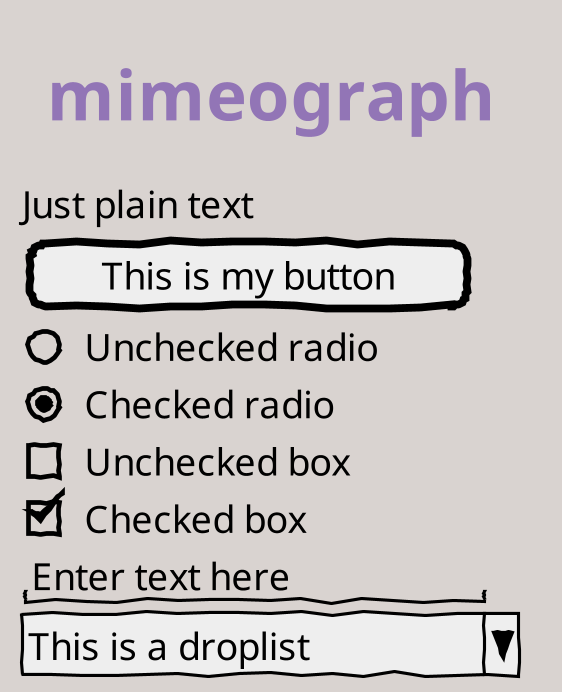 mimeograph
Just plain text
This is my button
Unchecked radio
Checked radio
Unchecked box
Checked box
Enter text here
This is a droplist